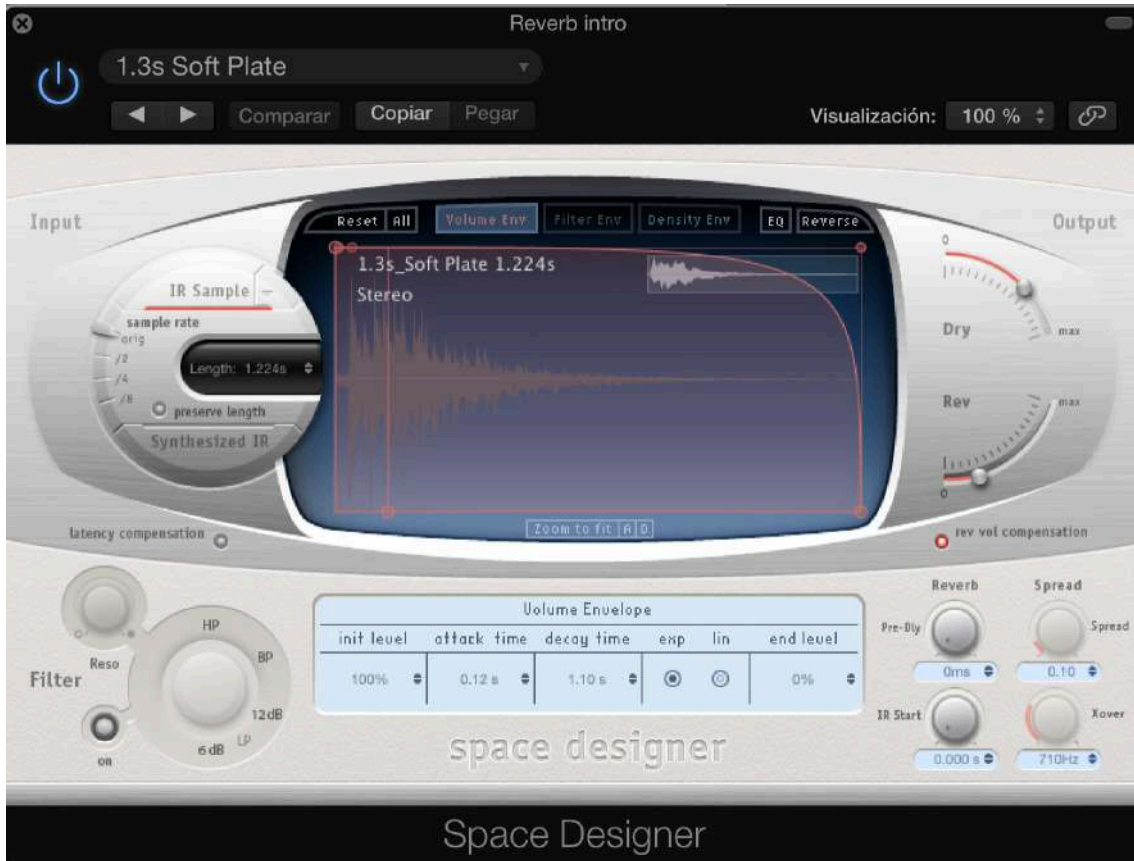 Reverb intro
1.3s Soft Plate
Comparar Copiar Pegar Visualización: 100 %
Input Reset All Volume Env Filter Env Density Env EQ Reverse Output
0
1.3s_Soft Plate 1.224s
Stereo
IR Sample
sample rate
orig
/2
/4
/8
Length: 1.224s
preserve length
Synthesized IR
Dry max
Rev max
0
Zoom to fit A D
latency compensation rev vol compensation
Reverb Spread
Volume Envelope
init level attack time decay time exp lin end level
100% 0.12 s 1.10 s 0%
Pre-Dly Spread
0ms 0.10
IR Start Xover
0.000 s 710Hz
HP
BP
12dB
LP
6dB
Reso
Filter
on
space designer
Space Designer